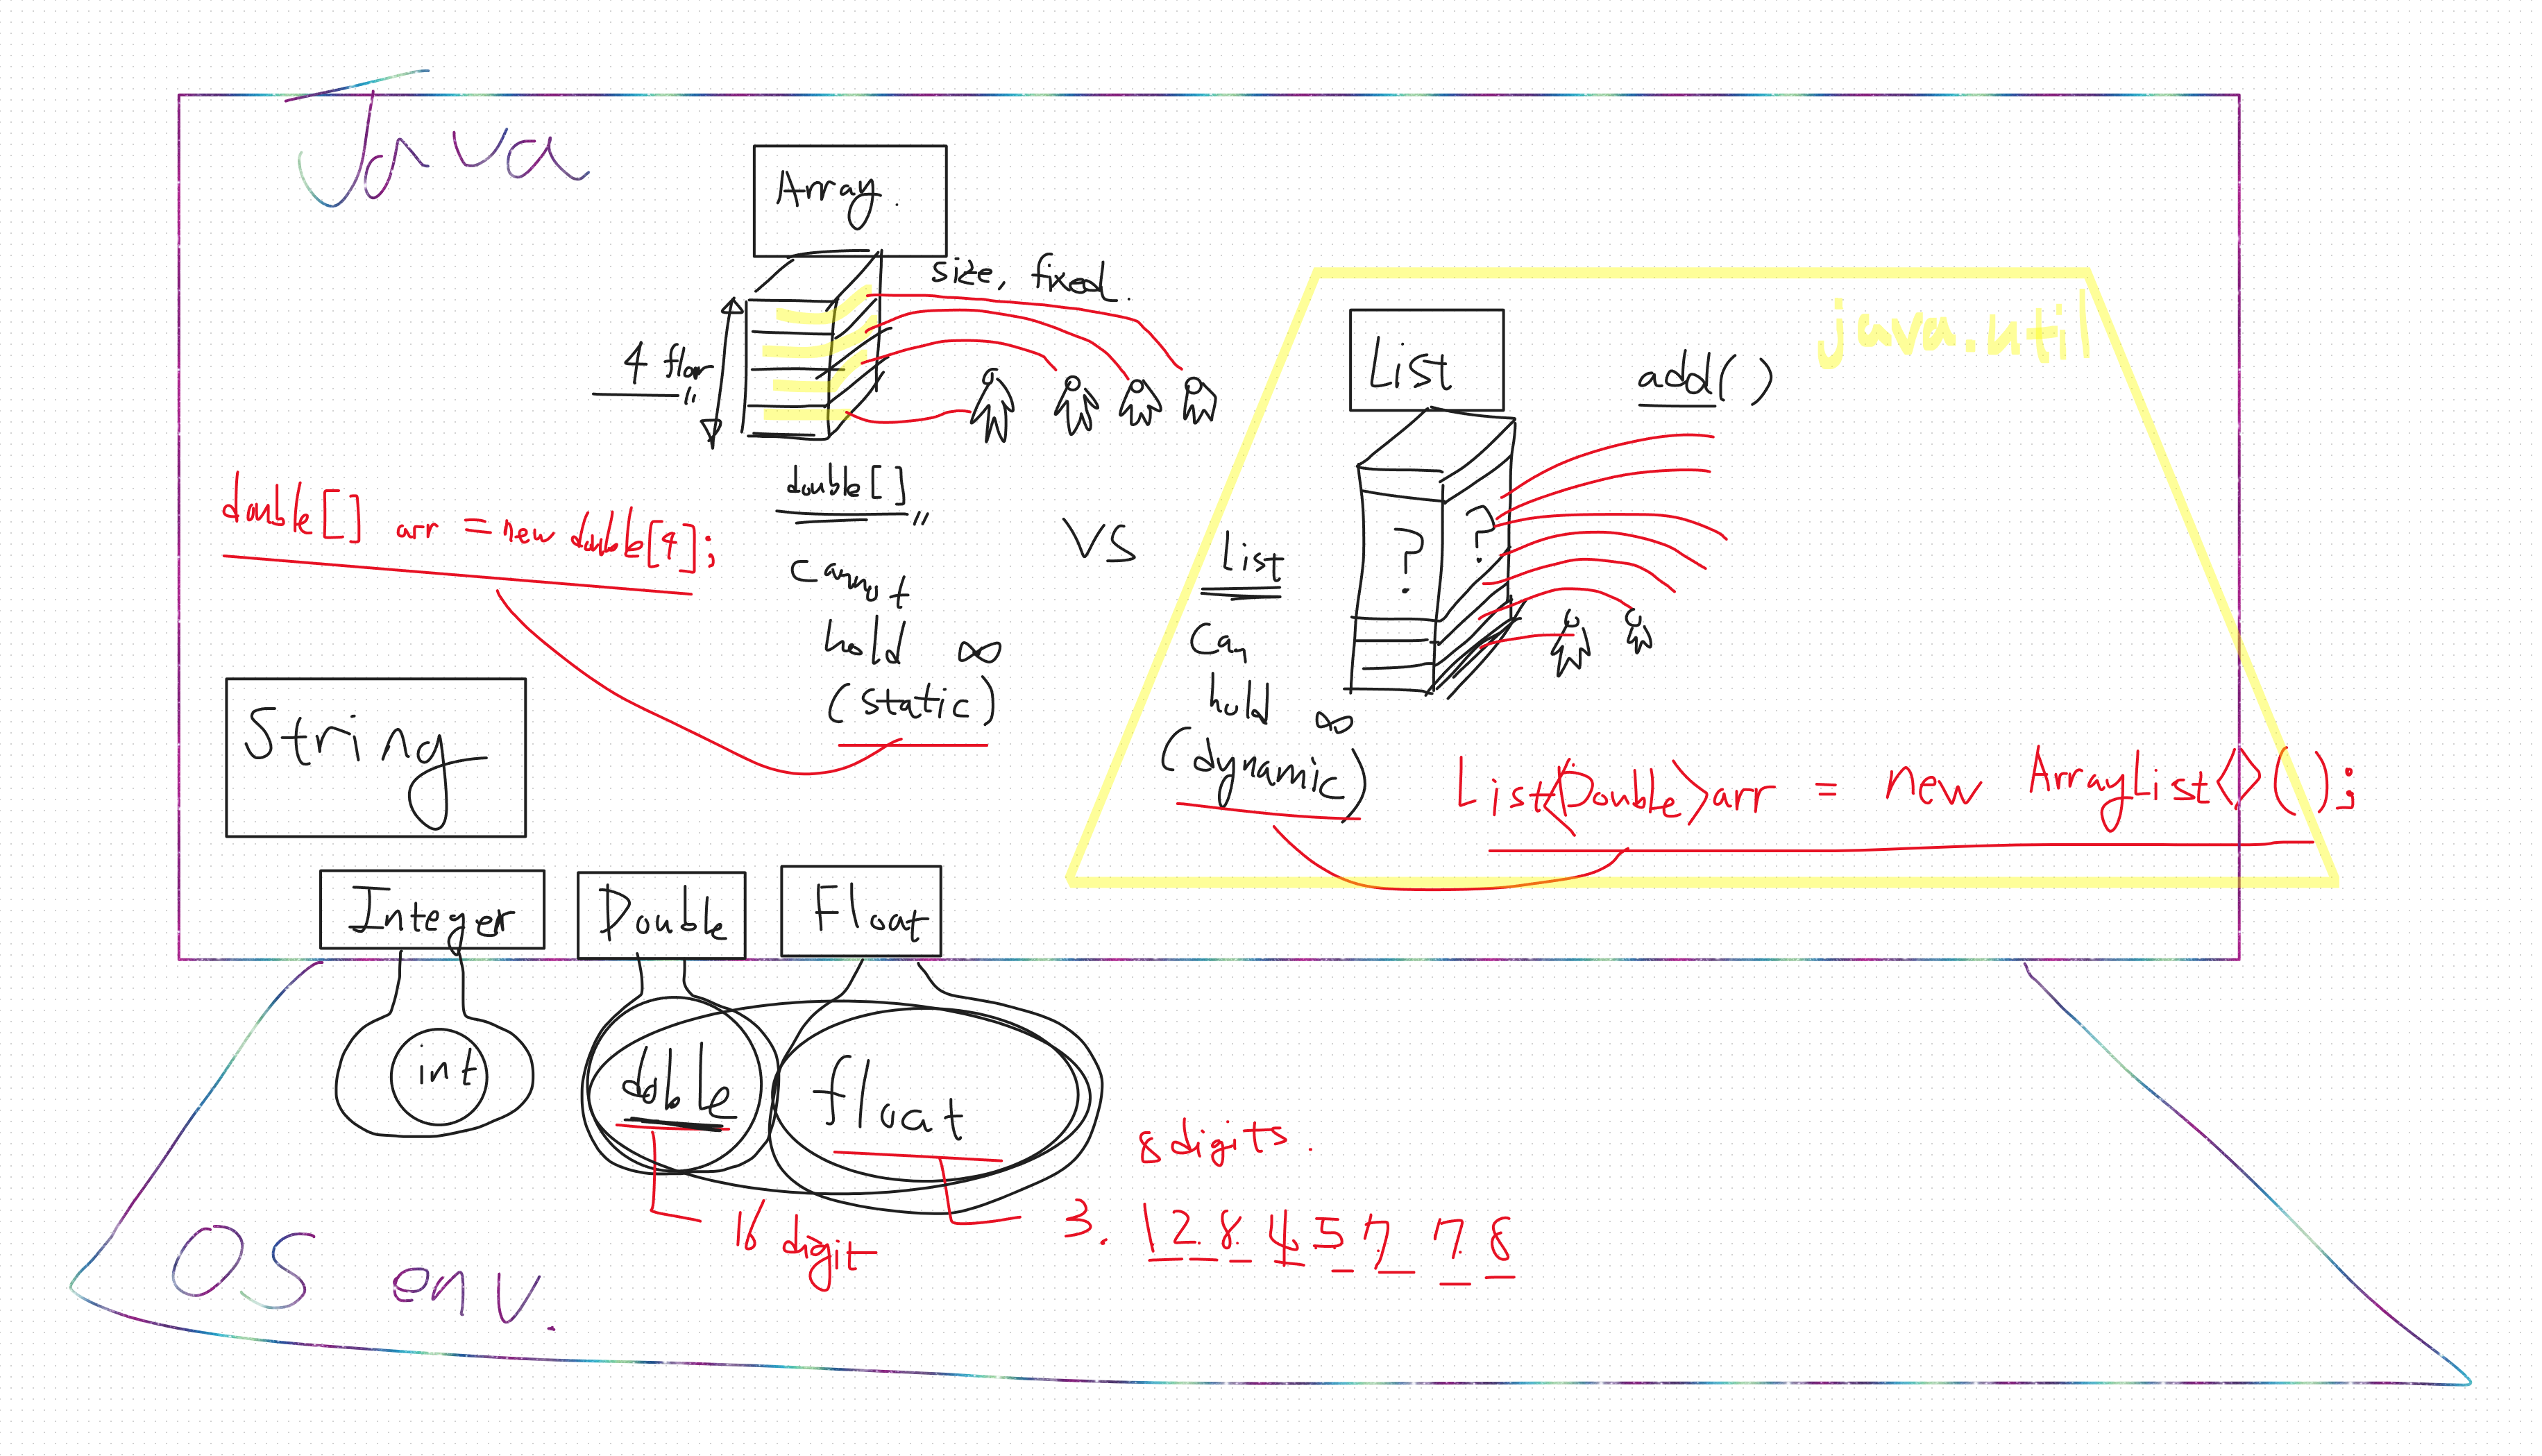 Java
Array.
size, fixed.
4 floor
double[]
double[] arr = new double[4];
cannot
hold ∞
(static)
VS
java.util
List
add()
? ?
List
Can
hold ∞
(dynamic)
List<Double> arr = new ArrayList<>();
String
Integer
Double
Float
int
double
float
8 digits.
16 digit
3. 1 2 8 4 5 7 7 8
OS env.